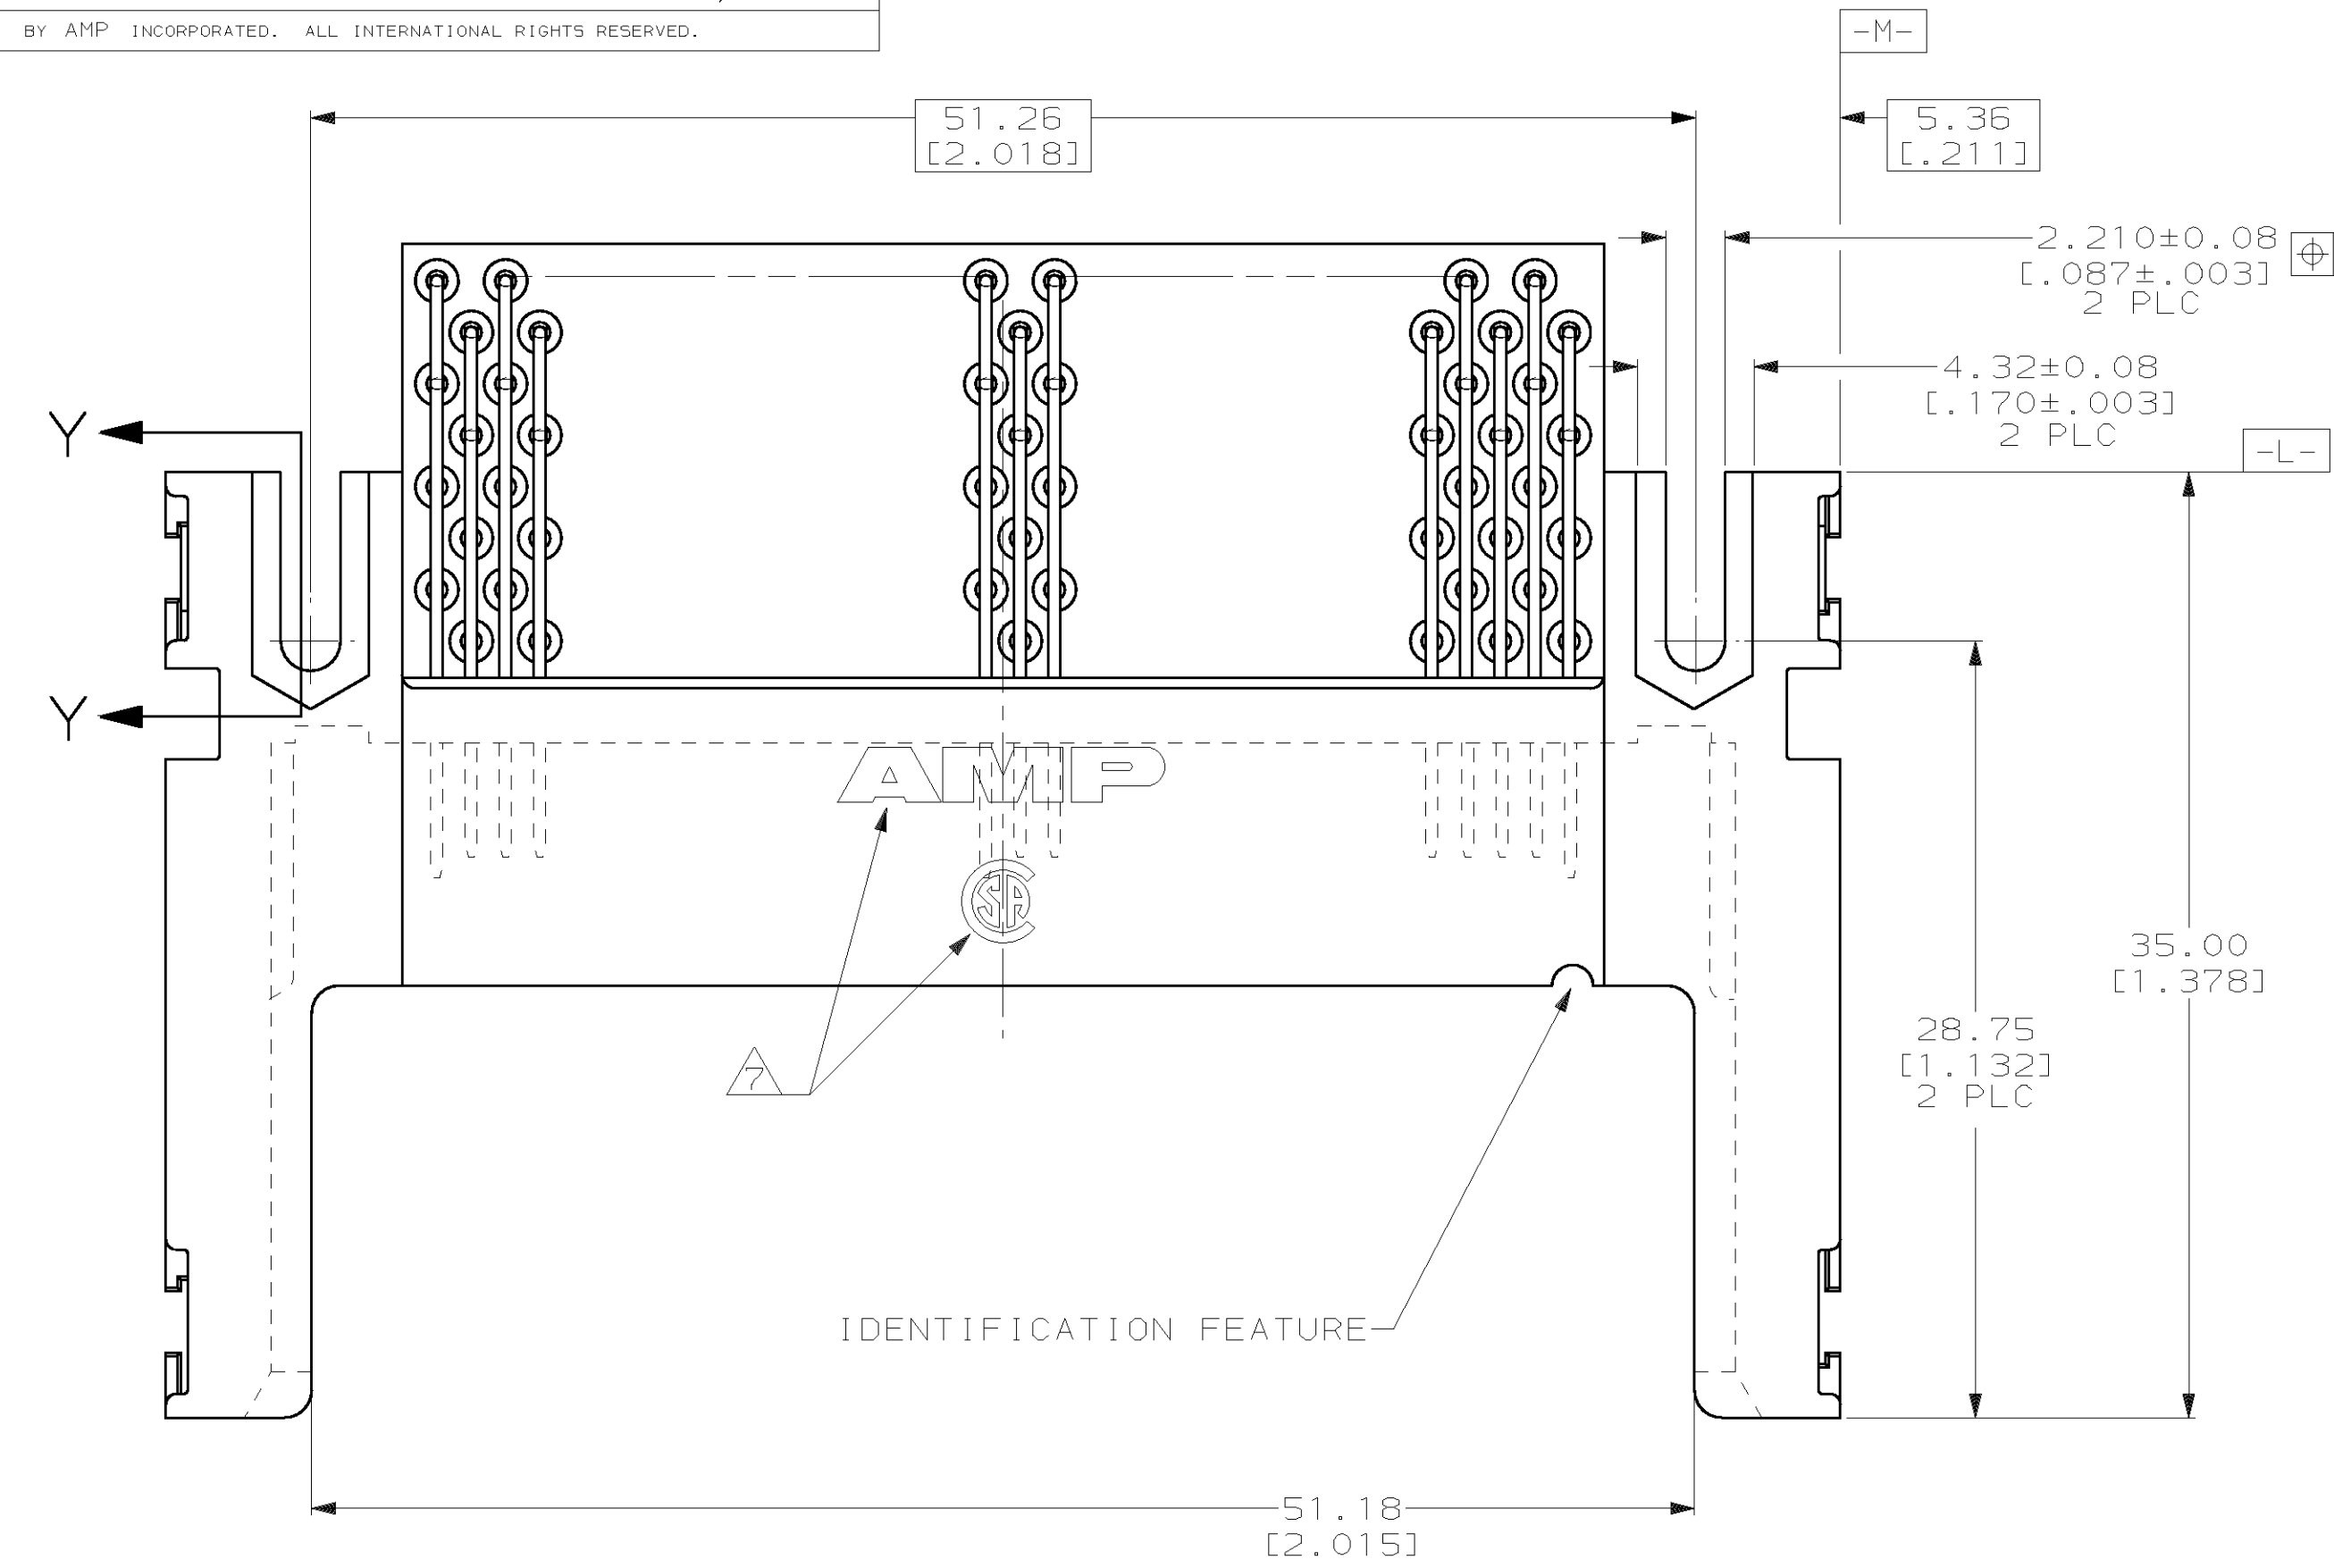 BY AMP INCORPORATED. ALL INTERNATIONAL RIGHTS RESERVED.
-M-
51.26
[2.018]
5.36
[.211]
2.210±0.08
[.087±.003]
2 PLC
4.32±0.08
[.170±.003]
2 PLC
Y
-L-
Y
AMP
CSA
35.00
[1.378]
28.75
[1.132]
2 PLC
7
IDENTIFICATION FEATURE
51.18
[2.015]